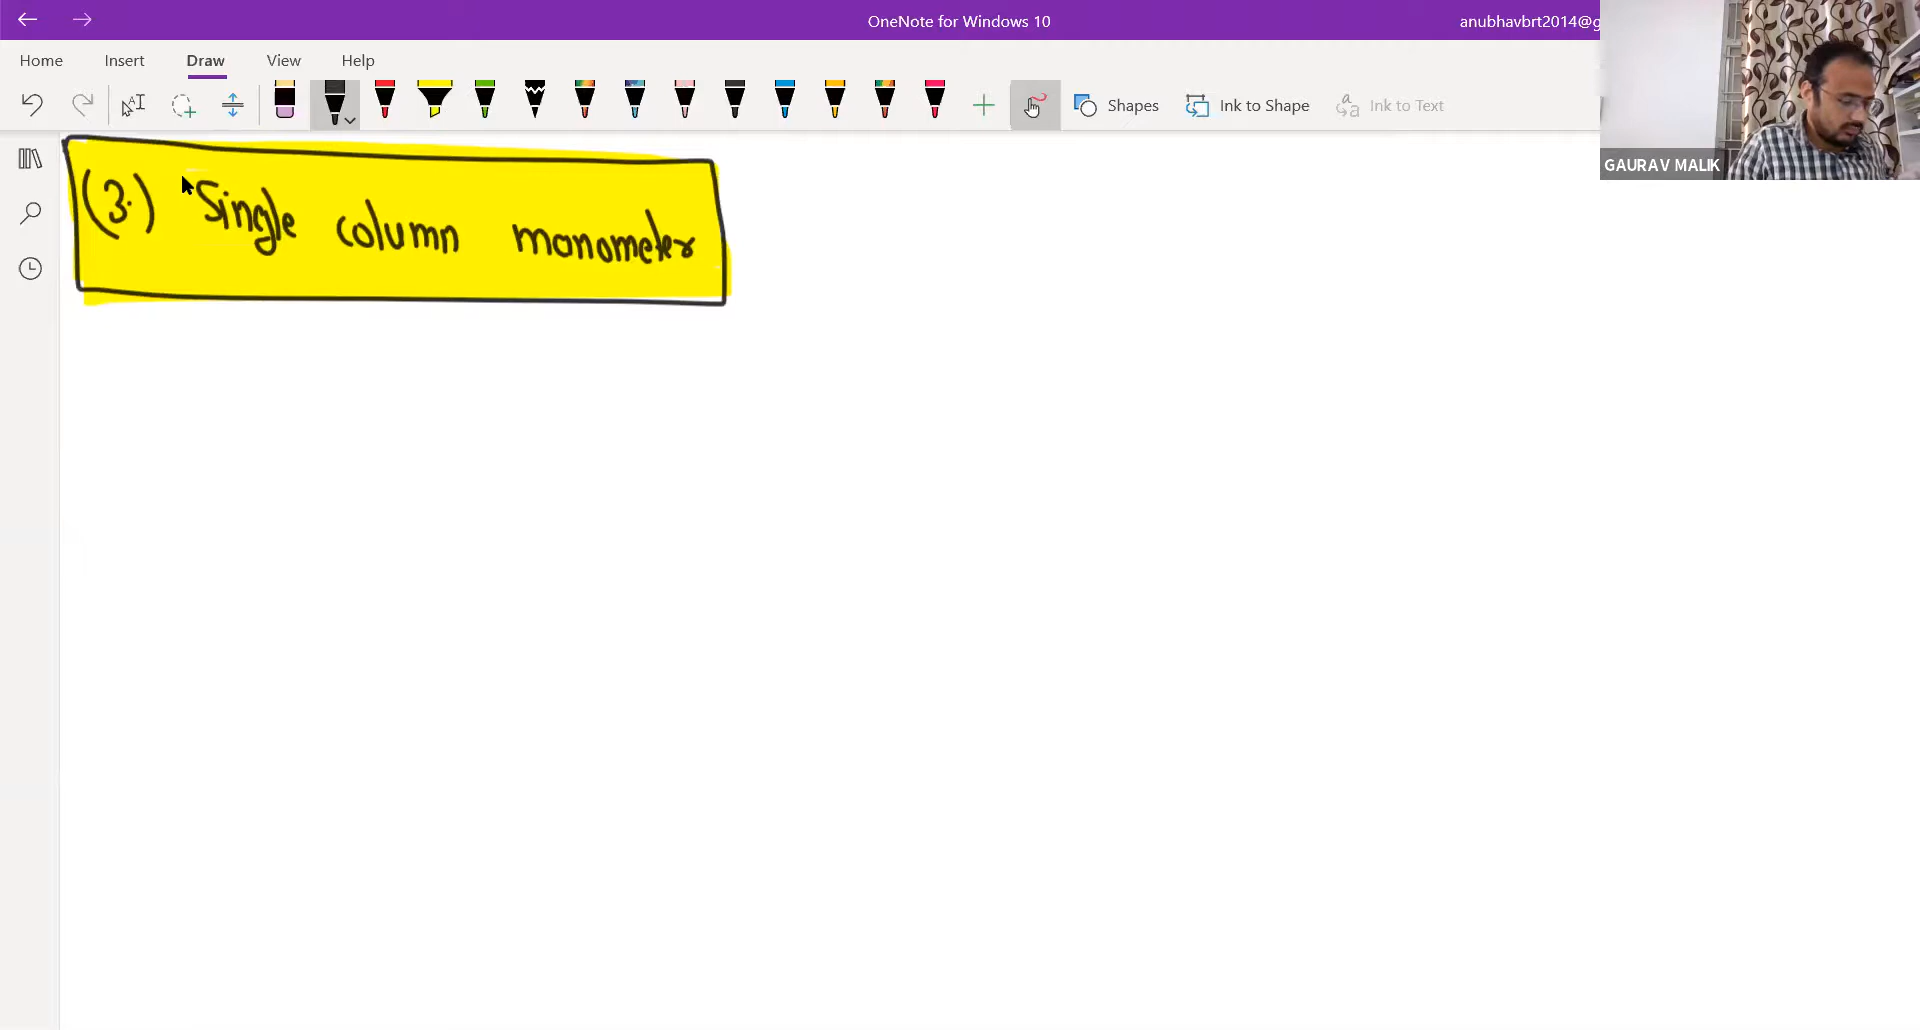 OneNote for Windows 10
anubhavbrt2014@g
Home Insert Draw View Help
Shapes Ink to Shape Ink to Text
GAURAV MALIK
(3.) Single column manometer